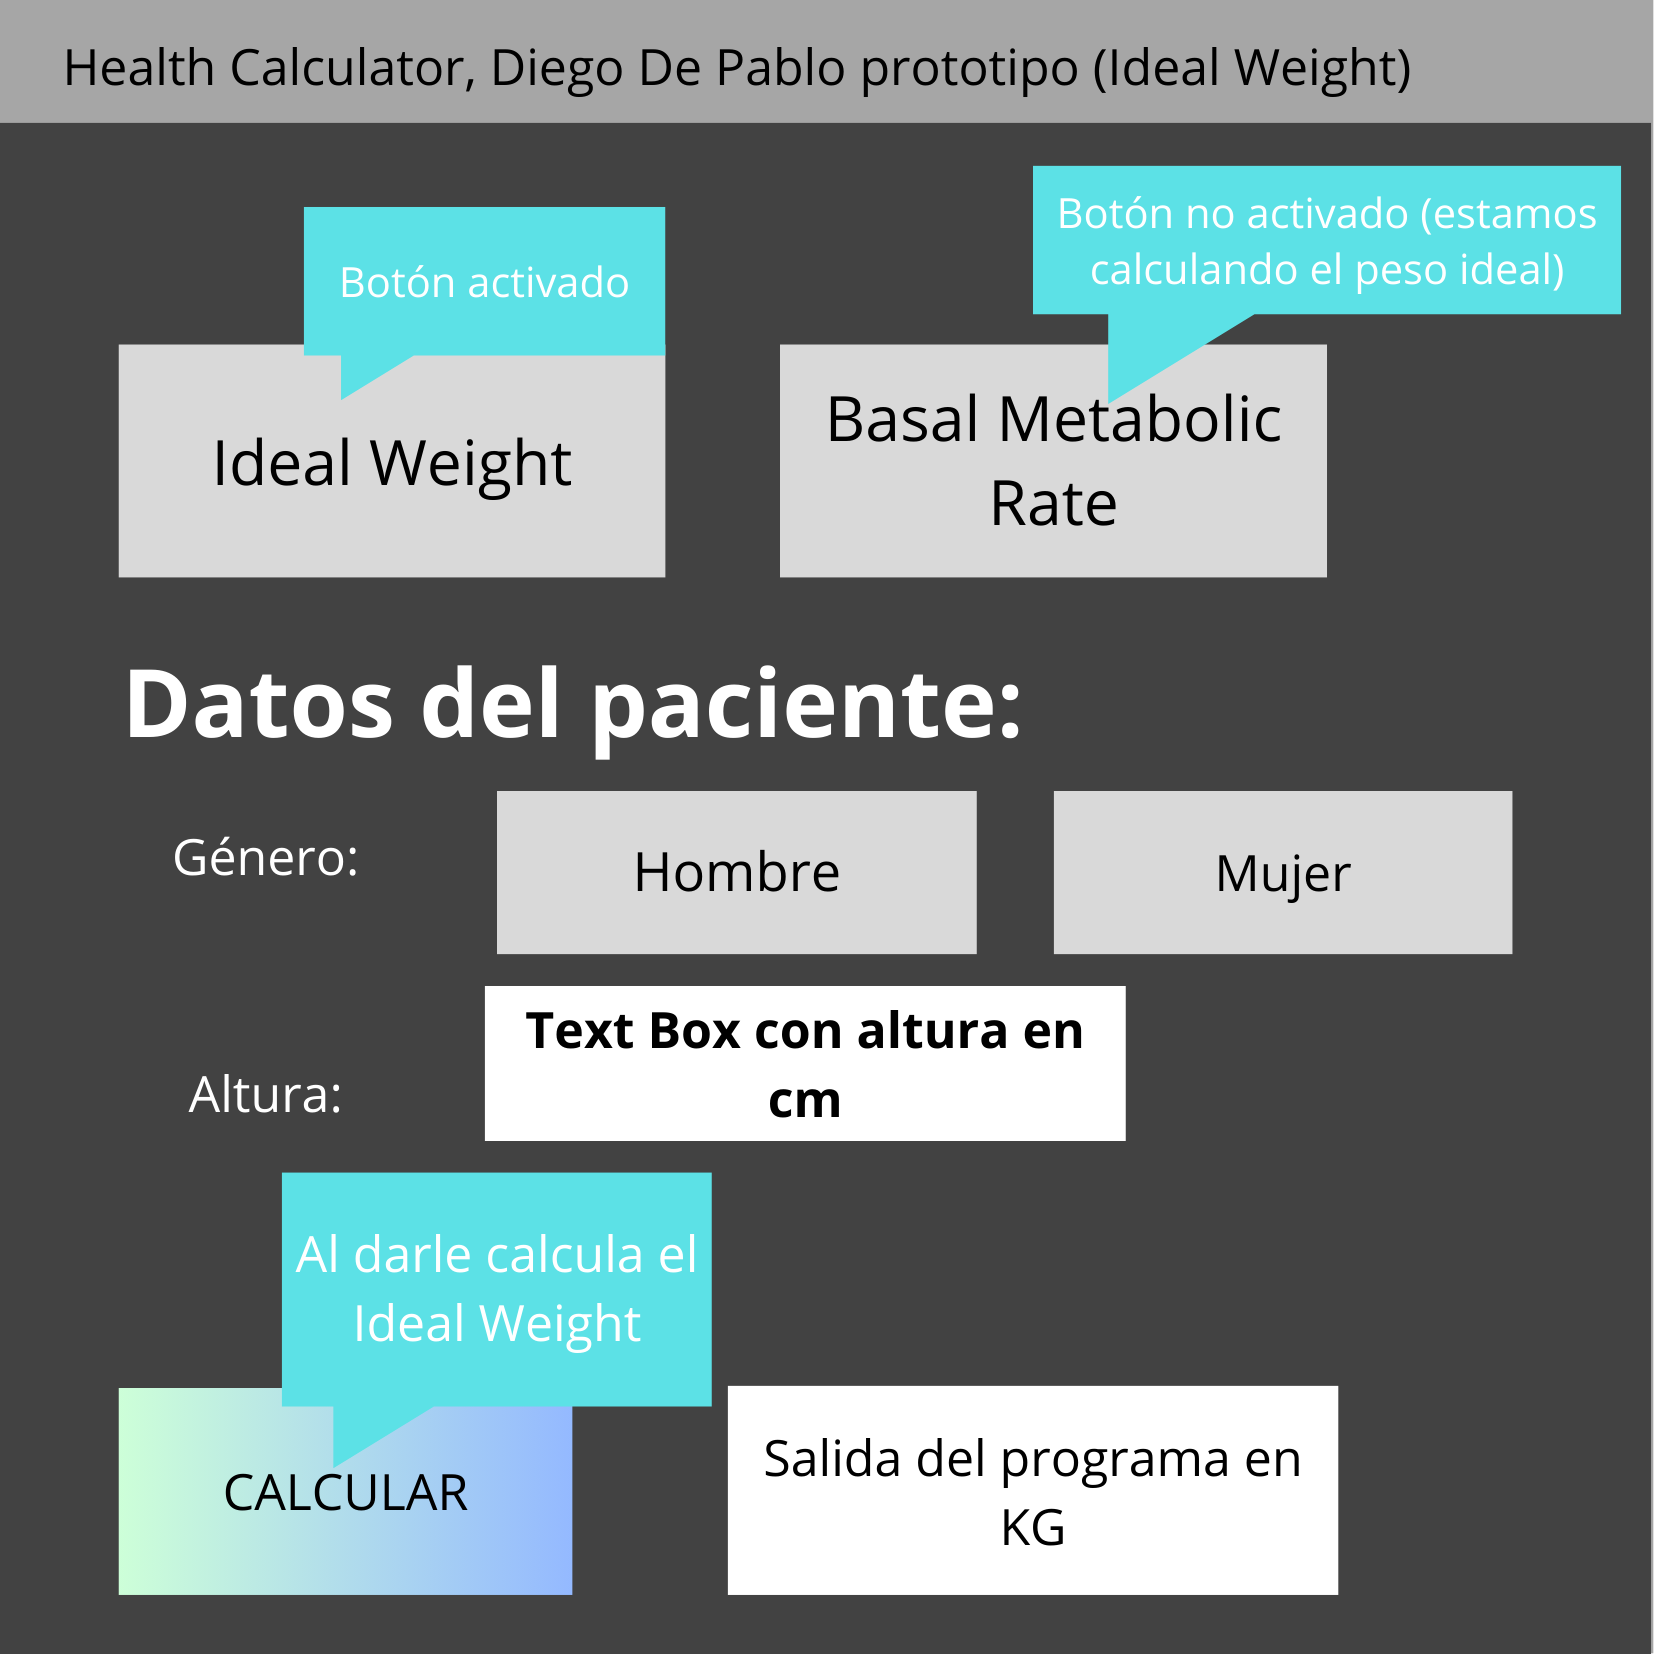 Health Calculator, Diego De Pablo prototipo (Ideal Weight)
Botón no activado (estamos
calculando el peso ideal)
Botón activado
Ideal Weight
Basal Metabolic
Rate
Datos del paciente:
Género:
Hombre
Mujer
Text Box con altura en
cm
Altura:
Al darle calcula el
Ideal Weight
CALCULAR
Salida del programa en
KG